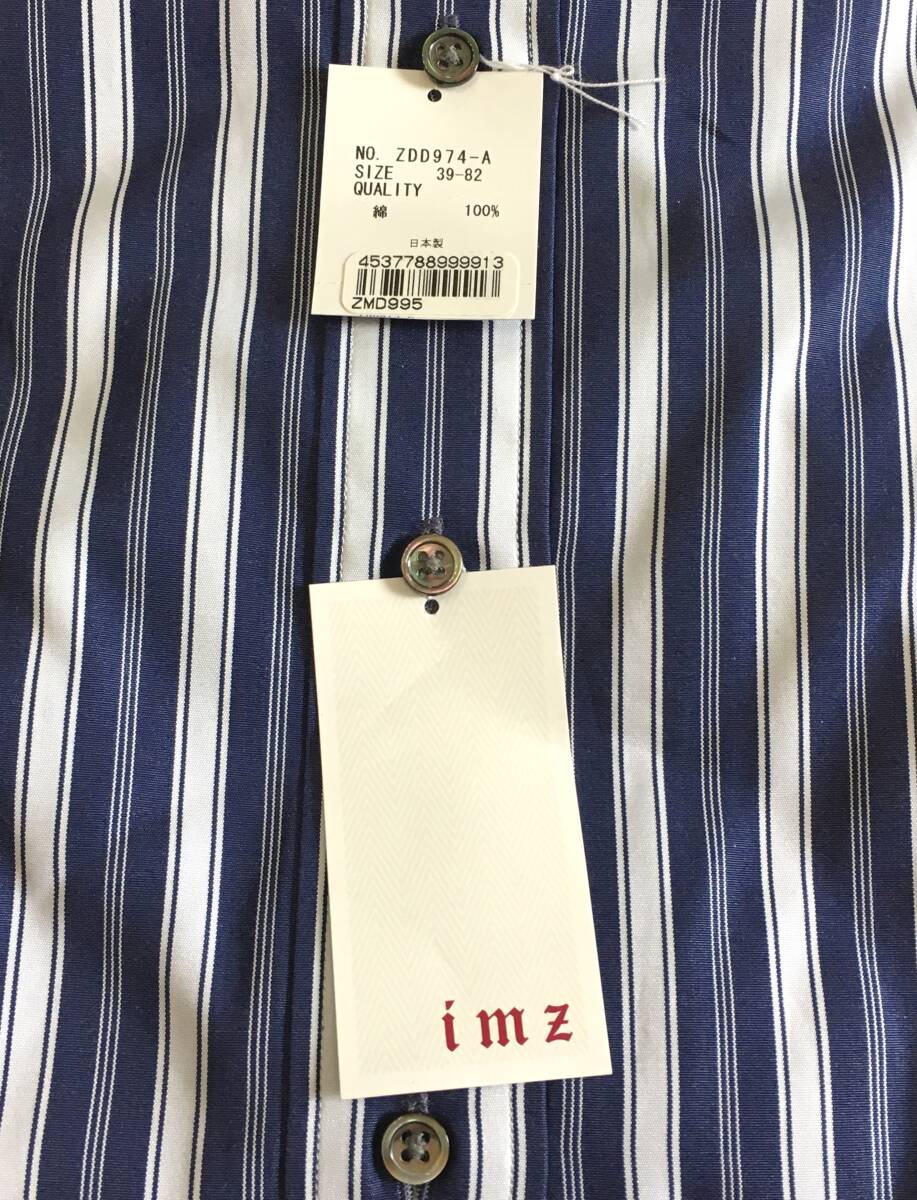 NO. ZDD974-A
SIZE 39-82
QUALITY
綿 100%
日本製
4537788999913
ZMD995
imz